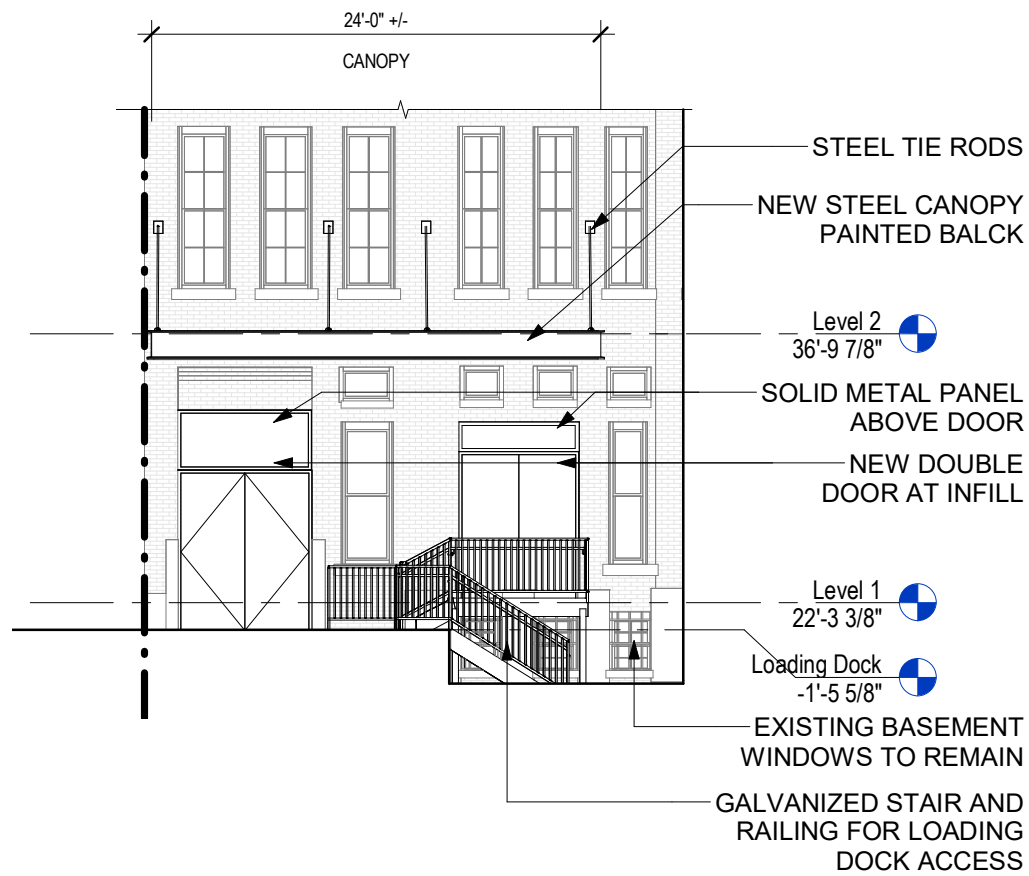 24'-0" +/-
CANOPY
STEEL TIE RODS
NEW STEEL CANOPY
PAINTED BALCK
Level 2
36'-9 7/8"
SOLID METAL PANEL
ABOVE DOOR
NEW DOUBLE
DOOR AT INFILL
Level 1
22'-3 3/8"
Loading Dock
-1'-5 5/8"
EXISTING BASEMENT
WINDOWS TO REMAIN
GALVANIZED STAIR AND
RAILING FOR LOADING
DOCK ACCESS